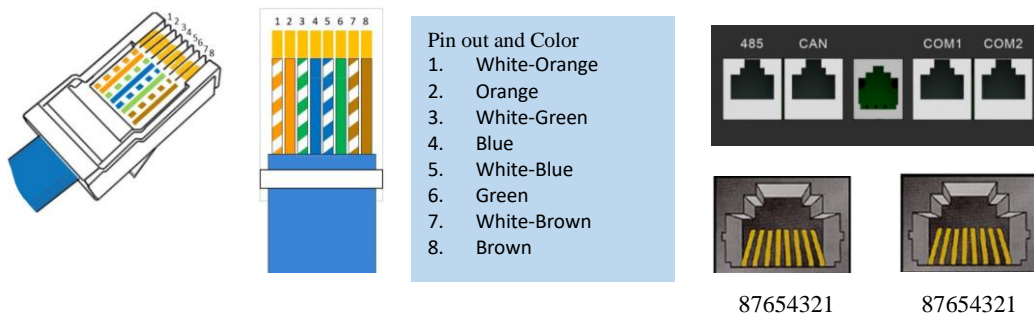 12345678
1 2 3 4 5 6 7 8
Pin out and Color
1. White-Orange
2. Orange
3. White-Green
4. Blue
5. White-Blue
6. Green
7. White-Brown
8. Brown
485 CAN COM1 COM2
87654321 87654321